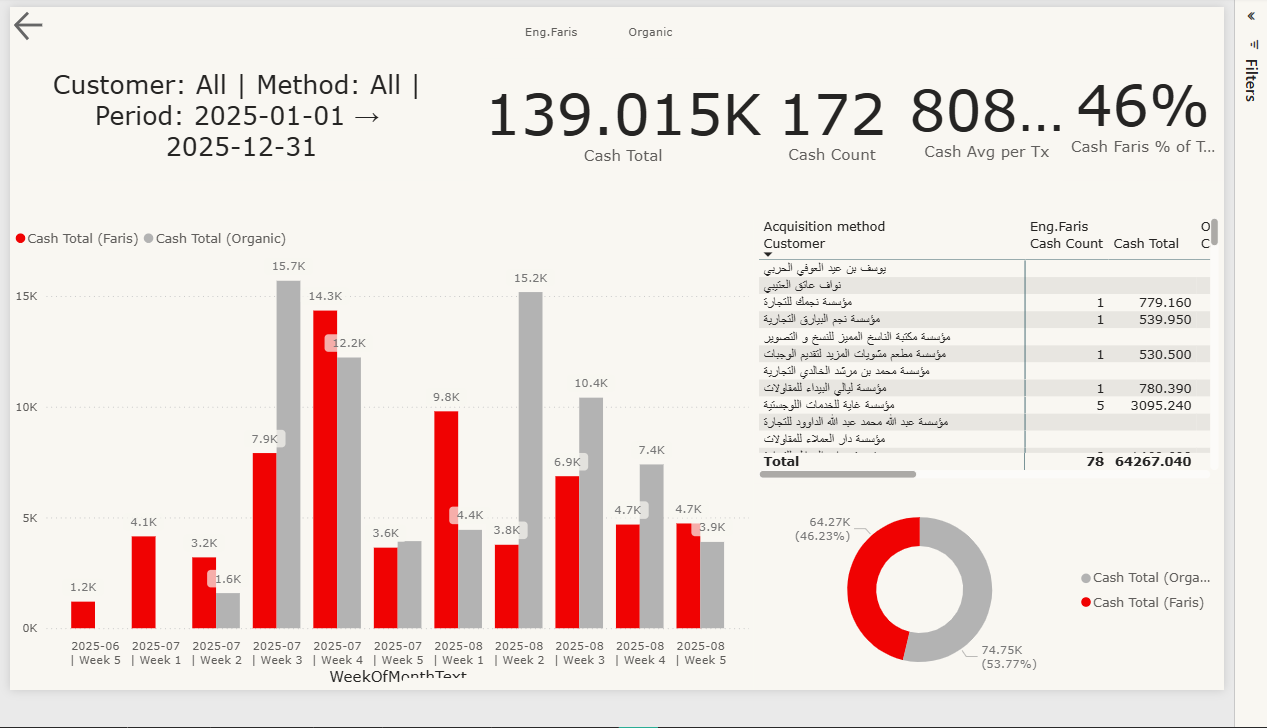 Eng.Faris
Organic
Customer: All | Method: All |
Period: 2025-01-01 →
2025-12-31
139.015K
Cash Total
172
Cash Count
808...
Cash Avg per Tx
46%
Cash Faris % of T...
«
Filters
Cash Total (Faris)
Cash Total (Organic)
15K
10K
5K
0K
1.2K
4.1K
3.2K
1.6K
7.9K
15.7K
14.3K
12.2K
3.6K
9.8K
4.4K
3.8K
15.2K
6.9K
10.4K
4.7K
7.4K
4.7K
3.9K
2025-06 | Week 5
2025-07 | Week 1
2025-07 | Week 2
2025-07 | Week 3
2025-07 | Week 4
2025-07 | Week 5
2025-08 | Week 1
2025-08 | Week 2
2025-08 | Week 3
2025-08 | Week 4
2025-08 | Week 5
WeekOfMonthText
Acquisition method Eng.Faris O
Customer Cash Count Cash Total C
يوسف بن عيد العوفي الحربي
نواف عاتق العتيبي
مؤسسة نجمك للتجارة 1 779.160
مؤسسة نجم البيارق التجارية 1 539.950
مؤسسة مكتبة الناسخ المميز للنسخ و التصوير
مؤسسة مطعم مشويات المزيد لتقديم الوجبات 1 530.500
مؤسسة محمد بن مرشد الخالدي التجارية
مؤسسة ليالي البيداء للمقاولات 1 780.390
مؤسسة غاية للخدمات اللوجستية 5 3095.240
مؤسسة عبد الله محمد عبد الله الداوود للتجارة
مؤسسة دار العملاء للمقاولات
Total 78 64267.040
64.27K
(46.23%)
74.75K
(53.77%)
Cash Total (Orga...
Cash Total (Faris)